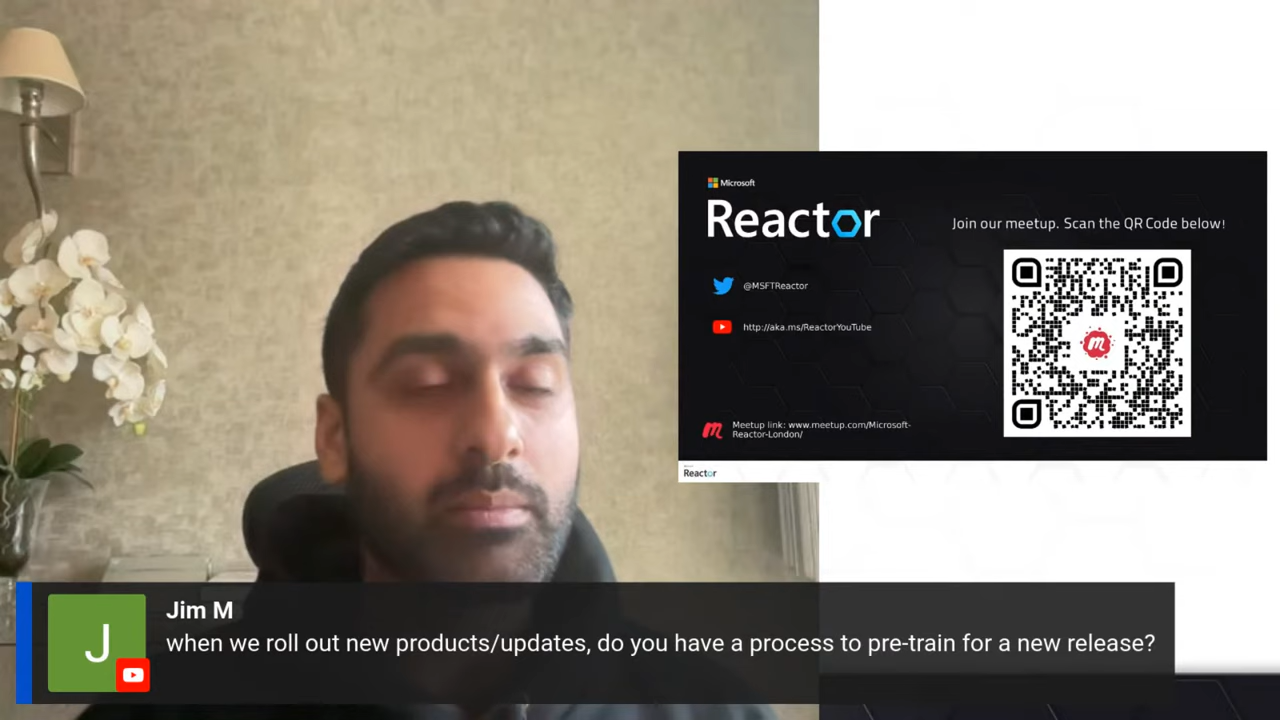 Microsoft
Reactor
Join our meetup. Scan the QR Code below!
@MSFTReactor
http://aka.ms/ReactorYouTube
m
Meetup link: www.meetup.com/Microsoft-
Reactor-London/
m
Reactor
J
Jim M
when we roll out new products/updates, do you have a process to pre-train for a new release?